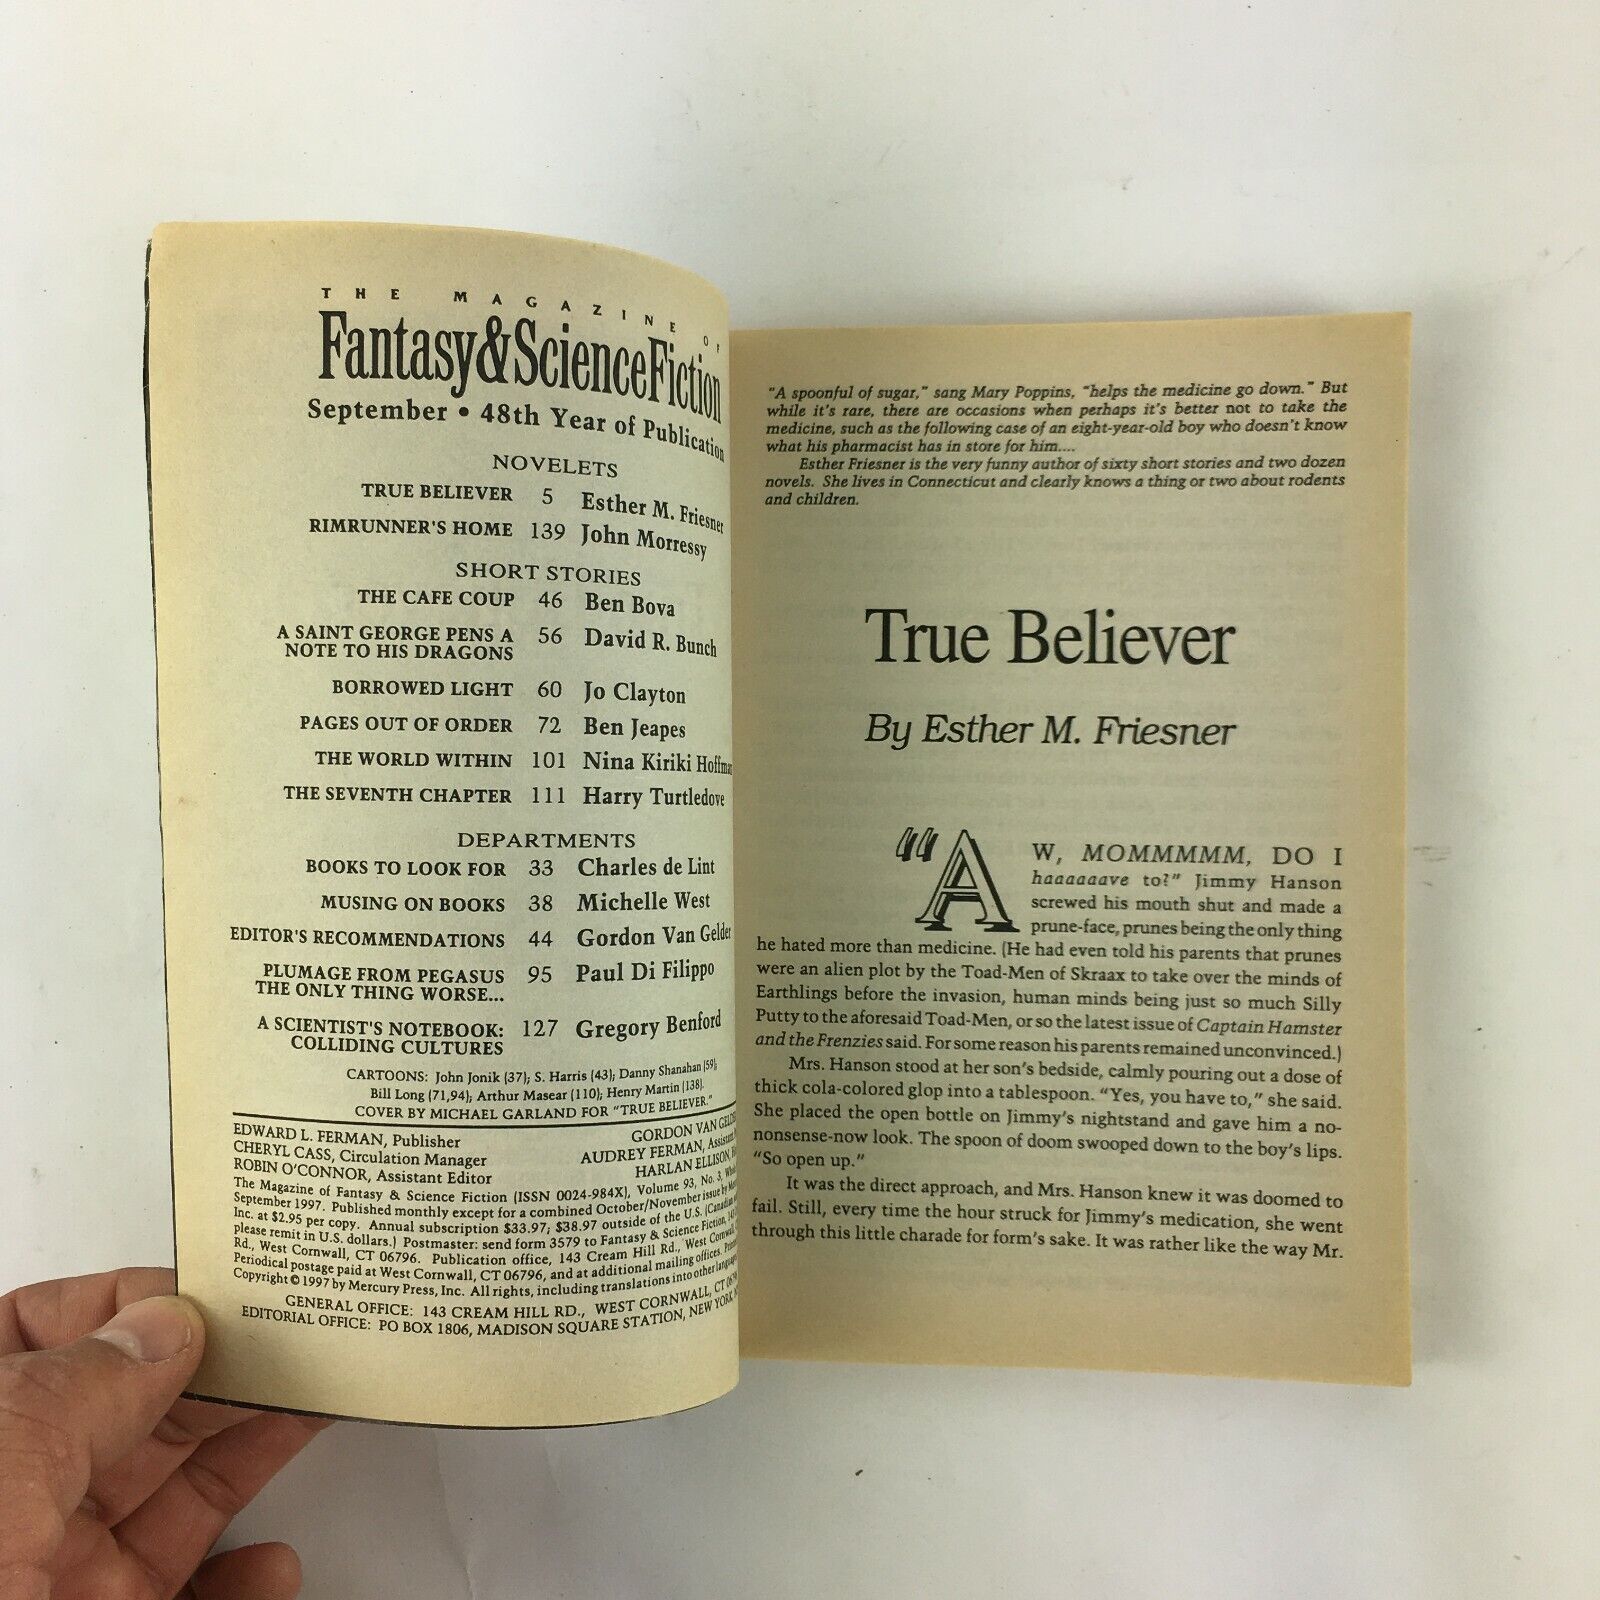 THE MAGAZINE OF
Fantasy&ScienceFiction
September • 48th Year of Publication
NOVELETS
TRUE BELIEVER 5 Esther M. Friesner
RIMRUNNER'S HOME 139 John Morressy
SHORT STORIES
THE CAFE COUP 46 Ben Bova
A SAINT GEORGE PENS A 56 David R. Bunch
NOTE TO HIS DRAGONS
BORROWED LIGHT 60 Jo Clayton
PAGES OUT OF ORDER 72 Ben Jeapes
THE WORLD WITHIN 101 Nina Kiriki Hoffman
THE SEVENTH CHAPTER 111 Harry Turtledove
DEPARTMENTS
BOOKS TO LOOK FOR 33 Charles de Lint
MUSING ON BOOKS 38 Michelle West
EDITOR'S RECOMMENDATIONS 44 Gordon Van Gelder
PLUMAGE FROM PEGASUS 95 Paul Di Filippo
THE ONLY THING WORSE...
A SCIENTIST'S NOTEBOOK: 127 Gregory Benford
COLLIDING CULTURES
CARTOONS: John Jonik (37); S. Harris (43); Danny Shanahan (59);
Bill Long (71,94); Arthur Masear (110); Henry Martin (138).
COVER BY MICHAEL GARLAND FOR "TRUE BELIEVER."
EDWARD L. FERMAN, Publisher GORDON VAN GELDER
CHERYL CASS, Circulation Manager AUDREY FERMAN, Assistant
ROBIN O'CONNOR, Assistant Editor HARLAN ELLISON,
The Magazine of Fantasy & Science Fiction (ISSN 0024-984X), Volume 93, No. 3,
September 1997. Published monthly except for a combined October/November issue by
Inc. at $2.95 per copy. Annual subscription $33.97; $38.97 outside of the U.S. (Canadian
please remit in U.S. dollars.) Postmaster: send form 3579 to Fantasy & Science Fiction, 143
Rd., West Cornwall, CT 06796. Publication office, 143 Cream Hill Rd., West Cornwall,
Periodical postage paid at West Cornwall, CT 06796, and at additional mailing offices.
Copyright © 1997 by Mercury Press, Inc. All rights, including translations into other
GENERAL OFFICE: 143 CREAM HILL RD., WEST CORNWALL, CT
EDITORIAL OFFICE: PO BOX 1806, MADISON SQUARE STATION, NEW YORK,
"A spoonful of sugar," sang Mary Poppins, "helps the medicine go down." But
while it's rare, there are occasions when perhaps it's better not to take the
medicine, such as the following case of an eight-year-old boy who doesn't know
what his pharmacist has in store for him....
Esther Friesner is the very funny author of sixty short stories and two dozen
novels. She lives in Connecticut and clearly knows a thing or two about rodents
and children.
True Believer
By Esther M. Friesner
"AW, MOMMMMM, DO I
haaaaaave to?" Jimmy Hanson
screwed his mouth shut and made a
prune-face, prunes being the only thing
he hated more than medicine. (He had even told his parents that prunes
were an alien plot by the Toad-Men of Skraax to take over the minds of
Earthlings before the invasion, human minds being just so much Silly
Putty to the aforesaid Toad-Men, or so the latest issue of Captain Hamster
and the Frenzies said. For some reason his parents remained unconvinced.)
Mrs. Hanson stood at her son's bedside, calmly pouring out a dose of
thick cola-colored glop into a tablespoon. "Yes, you have to," she said.
She placed the open bottle on Jimmy's nightstand and gave him a no-
nonsense-now look. The spoon of doom swooped down to the boy's lips.
"So open up."
It was the direct approach, and Mrs. Hanson knew it was doomed to
fail. Still, every time the hour struck for Jimmy's medication, she went
through this little charade for form's sake. It was rather like the way Mr.